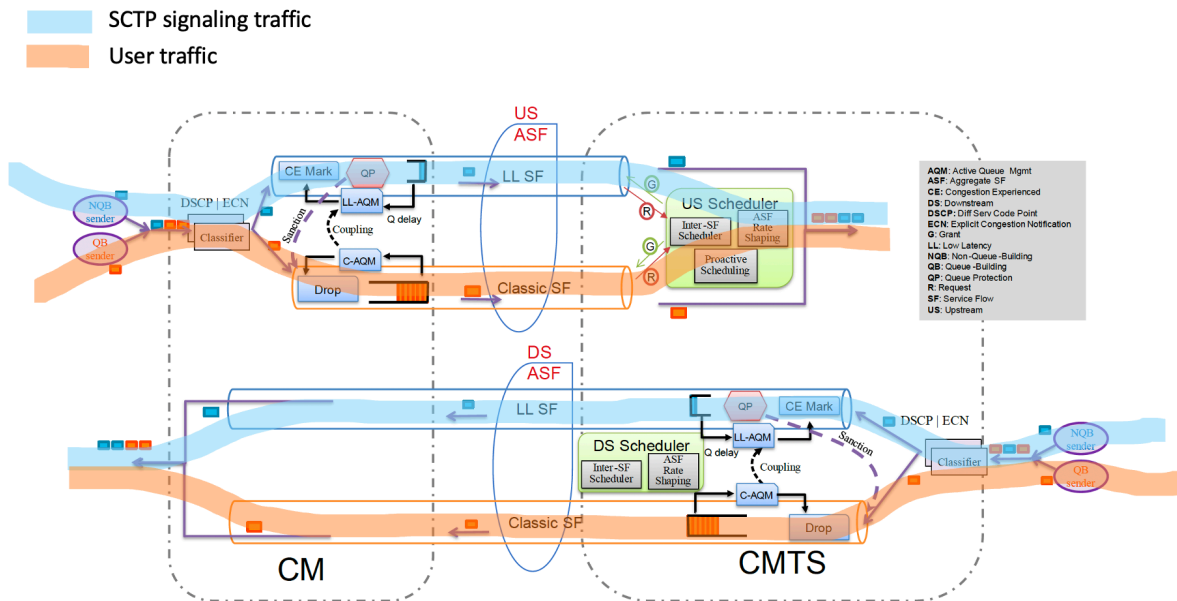 SCTP signaling traffic
User traffic
US
ASF
CE Mark
QP
LL SF
G
R
US Scheduler
Inter-SF
Scheduler
ASF
Rate
Shaping
Proactive
Scheduling
G
R
NQB
sender
QB
sender
DSCP | ECN
Classifier
Sanction
LL-AQM
Q delay
Coupling
C-AQM
Drop
Classic SF
AQM: Active Queue Mgmt
ASF: Aggregate SF
CE: Congestion Experienced
DS: Downstream
DSCP: Diff Serv Code Point
ECN: Explicit Congestion Notification
G: Grant
LL: Low Latency
NQB: Non-Queue-Building
QB: Queue-Building
QP: Queue Protection
R: Request
SF: Service Flow
US: Upstream
DS
ASF
LL SF
QP
CE Mark
DSCP | ECN
LL-AQM
Q delay
Sanction
DS Scheduler
Inter-SF
Scheduler
ASF
Rate
Shaping
Coupling
C-AQM
Drop
Classic SF
Classifier
NQB
sender
QB
sender
CM
CMTS